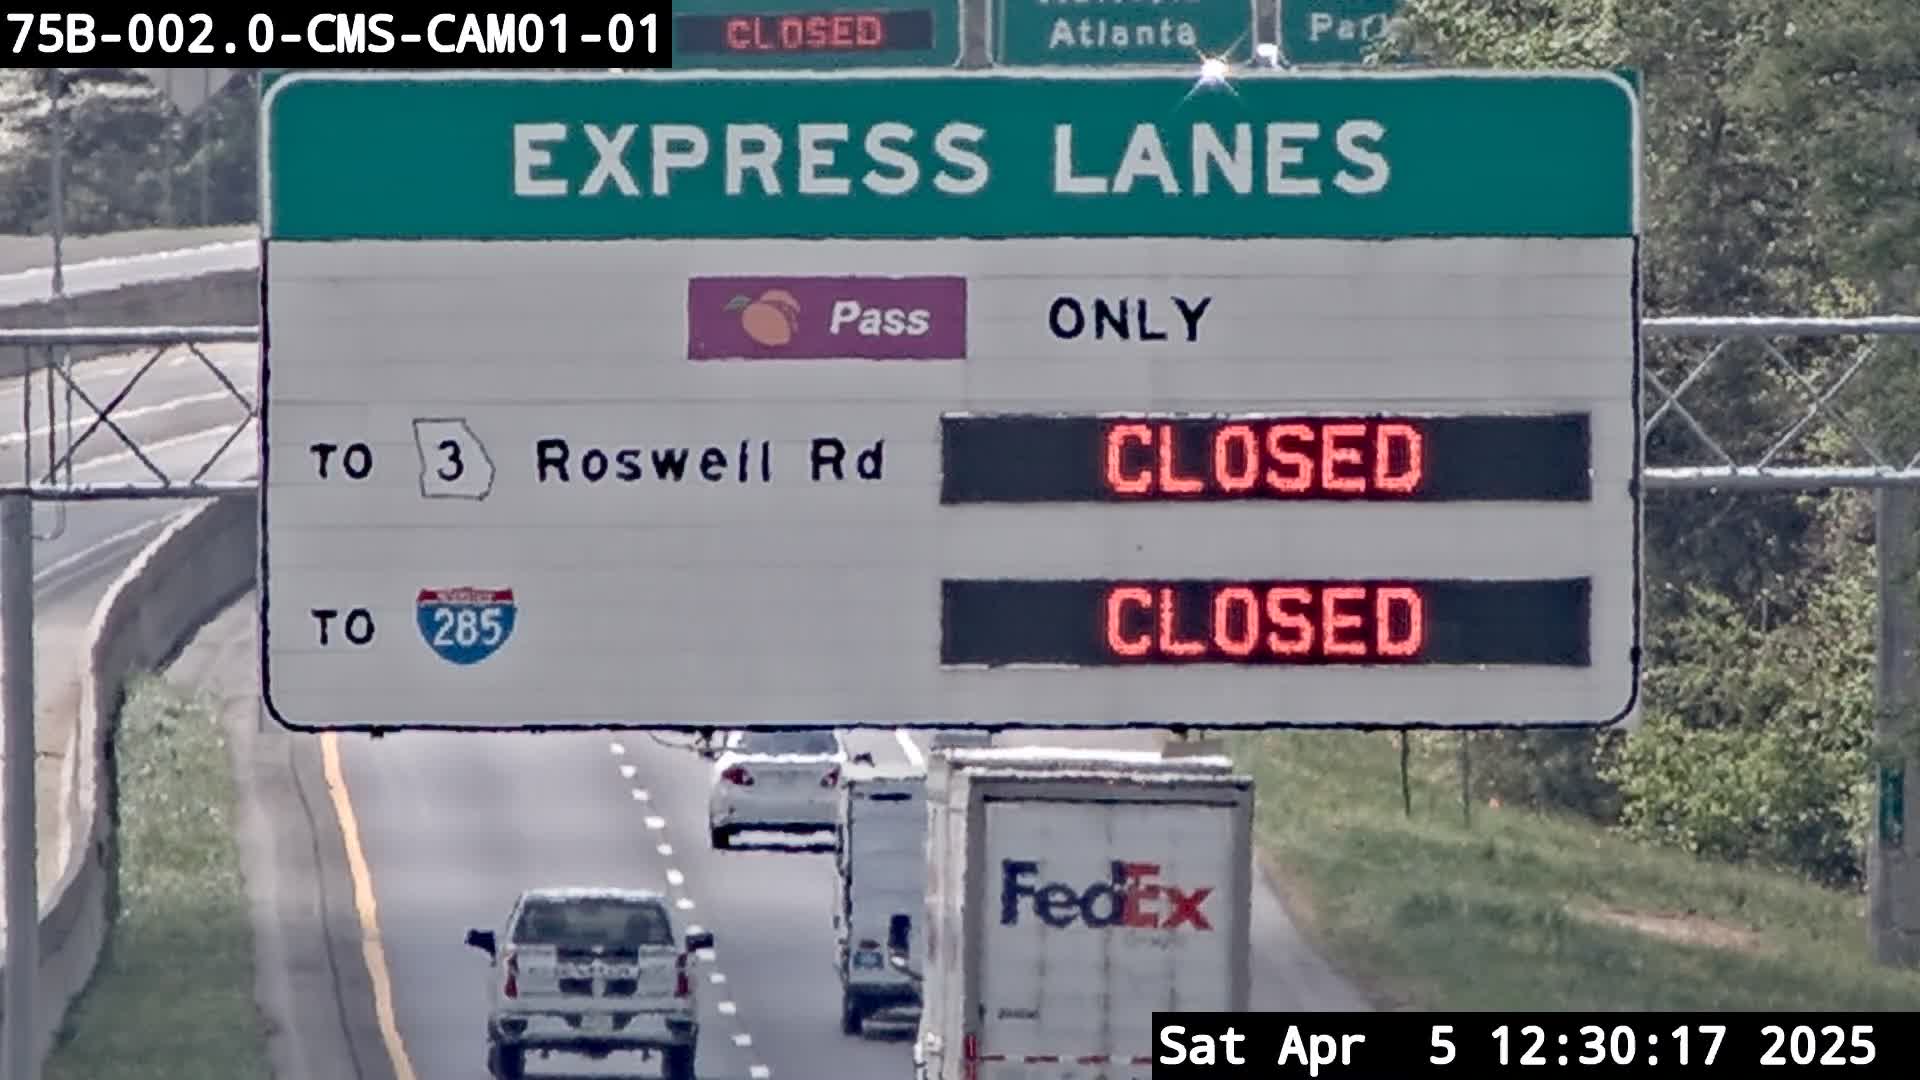 75B-002.0-CMS-CAM01-01
CLOSED
Atlanta
EXPRESS LANES
Pass ONLY
TO 3 Roswell Rd CLOSED
TO 285 CLOSED
FedEx
Sat Apr 5 12:30:17 2025